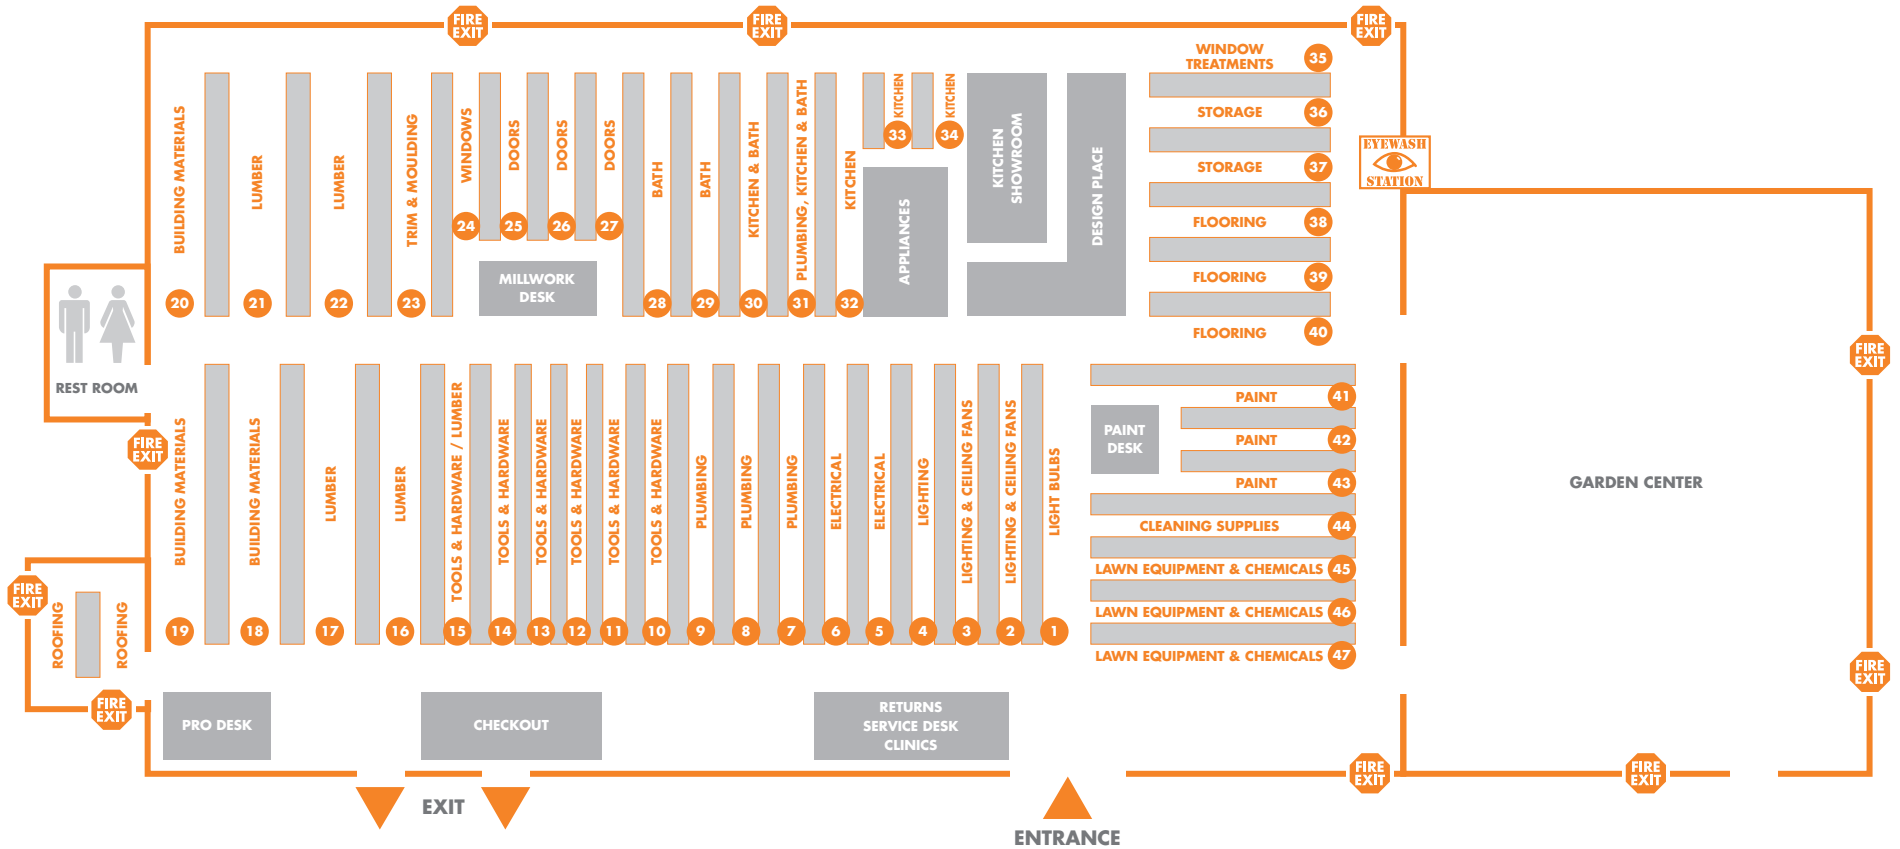 FIRE
EXIT
FIRE
EXIT
FIRE
EXIT
BUILDING MATERIALS
20
LUMBER
21
LUMBER
22
TRIM & MOULDING
23
WINDOWS
24
DOORS
25
DOORS
26
DOORS
27
MILLWORK
DESK
BATH
28
BATH
29
KITCHEN & BATH
30
PLUMBING, KITCHEN & BATH
31
KITCHEN
32
KITCHEN
33
KITCHEN
34
APPLIANCES
KITCHEN
SHOWROOM
DESIGN PLACE
WINDOW
TREATMENTS
35
STORAGE
36
STORAGE
37
FLOORING
38
FLOORING
39
FLOORING
40
EYEWASH
STATION
REST ROOM
FIRE
EXIT
BUILDING MATERIALS
19
BUILDING MATERIALS
18
LUMBER
17
LUMBER
16
TOOLS & HARDWARE / LUMBER
15
TOOLS & HARDWARE
14
TOOLS & HARDWARE
13
TOOLS & HARDWARE
12
TOOLS & HARDWARE
11
TOOLS & HARDWARE
10
PLUMBING
9
PLUMBING
8
PLUMBING
7
ELECTRICAL
6
ELECTRICAL
5
LIGHTING
4
LIGHTING & CEILING FANS
3
LIGHTING & CEILING FANS
2
LIGHT BULBS
1
PAINT
DESK
PAINT 41
PAINT 42
PAINT 43
CLEANING SUPPLIES 44
LAWN EQUIPMENT & CHEMICALS 45
LAWN EQUIPMENT & CHEMICALS 46
LAWN EQUIPMENT & CHEMICALS 47
GARDEN CENTER
FIRE
EXIT
FIRE
EXIT
FIRE
EXIT
ROOFING
ROOFING
FIRE
EXIT
PRO DESK
CHECKOUT
RETURNS
SERVICE DESK
CLINICS
FIRE
EXIT
FIRE
EXIT
EXIT
ENTRANCE